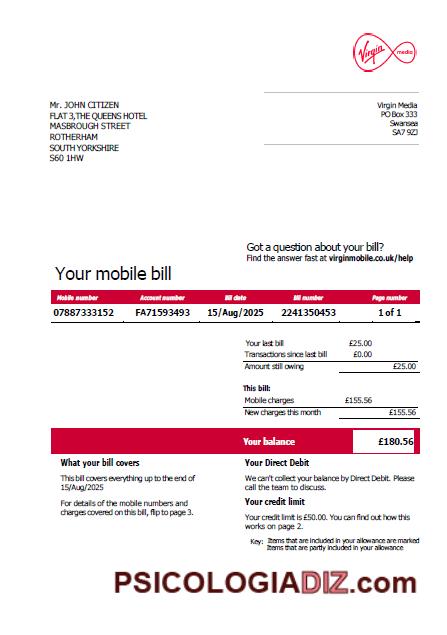 Virgin media
Mr. JOHN CITIZEN
FLAT 3,THE QUEENS HOTEL
MASBROUGH STREET
ROTHERHAM
SOUTH YORKSHIRE
S60 1HW
Virgin Media
PO Box 333
Swansea
SA7 9ZJ
Got a question about your bill?
Find the answer fast at virginmobile.co.uk/help
Your mobile bill
Mobile number Account number Bill date Bill number Page number
07887333152 FA71593493 15/Aug/2025 2241350453 1 of 1
Your last bill £25.00
Transactions since last bill £0.00
Amount still owing £25.00
This bill:
Mobile charges £155.56
New charges this month £155.56
Your balance £180.56
What your bill covers
This bill covers everything up to the end of
15/Aug/2025
For details of the mobile numbers and
charges covered on this bill, flip to page 3.
Your Direct Debit
We can't collect your balance by Direct Debit. Please
call the team to discuss.
Your credit limit
Your credit limit is £50.00. You can find out how this
works on page 2.
Key: Items that are included in your allowance are marked
Items that are partly included in your allowance
PSICOLOGIADIZ.com